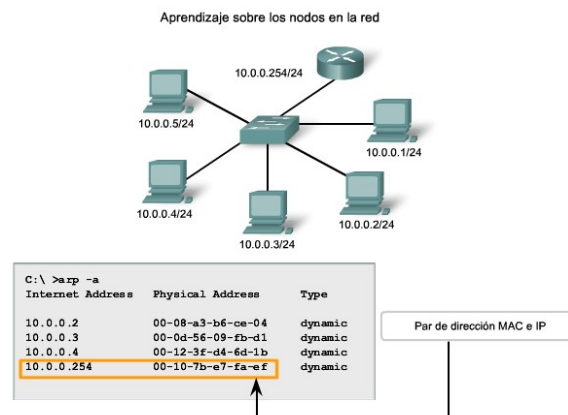 Aprendizaje sobre los nodos en la red
10.0.0.254/24
10.0.0.5/24
10.0.0.1/24
10.0.0.4/24
10.0.0.2/24
10.0.0.3/24
C:\ >arp -a
Internet Address Physical Address Type
10.0.0.2 00-08-a3-b6-ce-04 dynamic
10.0.0.3 00-0d-56-09-fb-d1 dynamic
10.0.0.4 00-12-3f-d4-6d-1b dynamic
10.0.0.254 00-10-7b-e7-fa-ef dynamic
Par de dirección MAC e IP